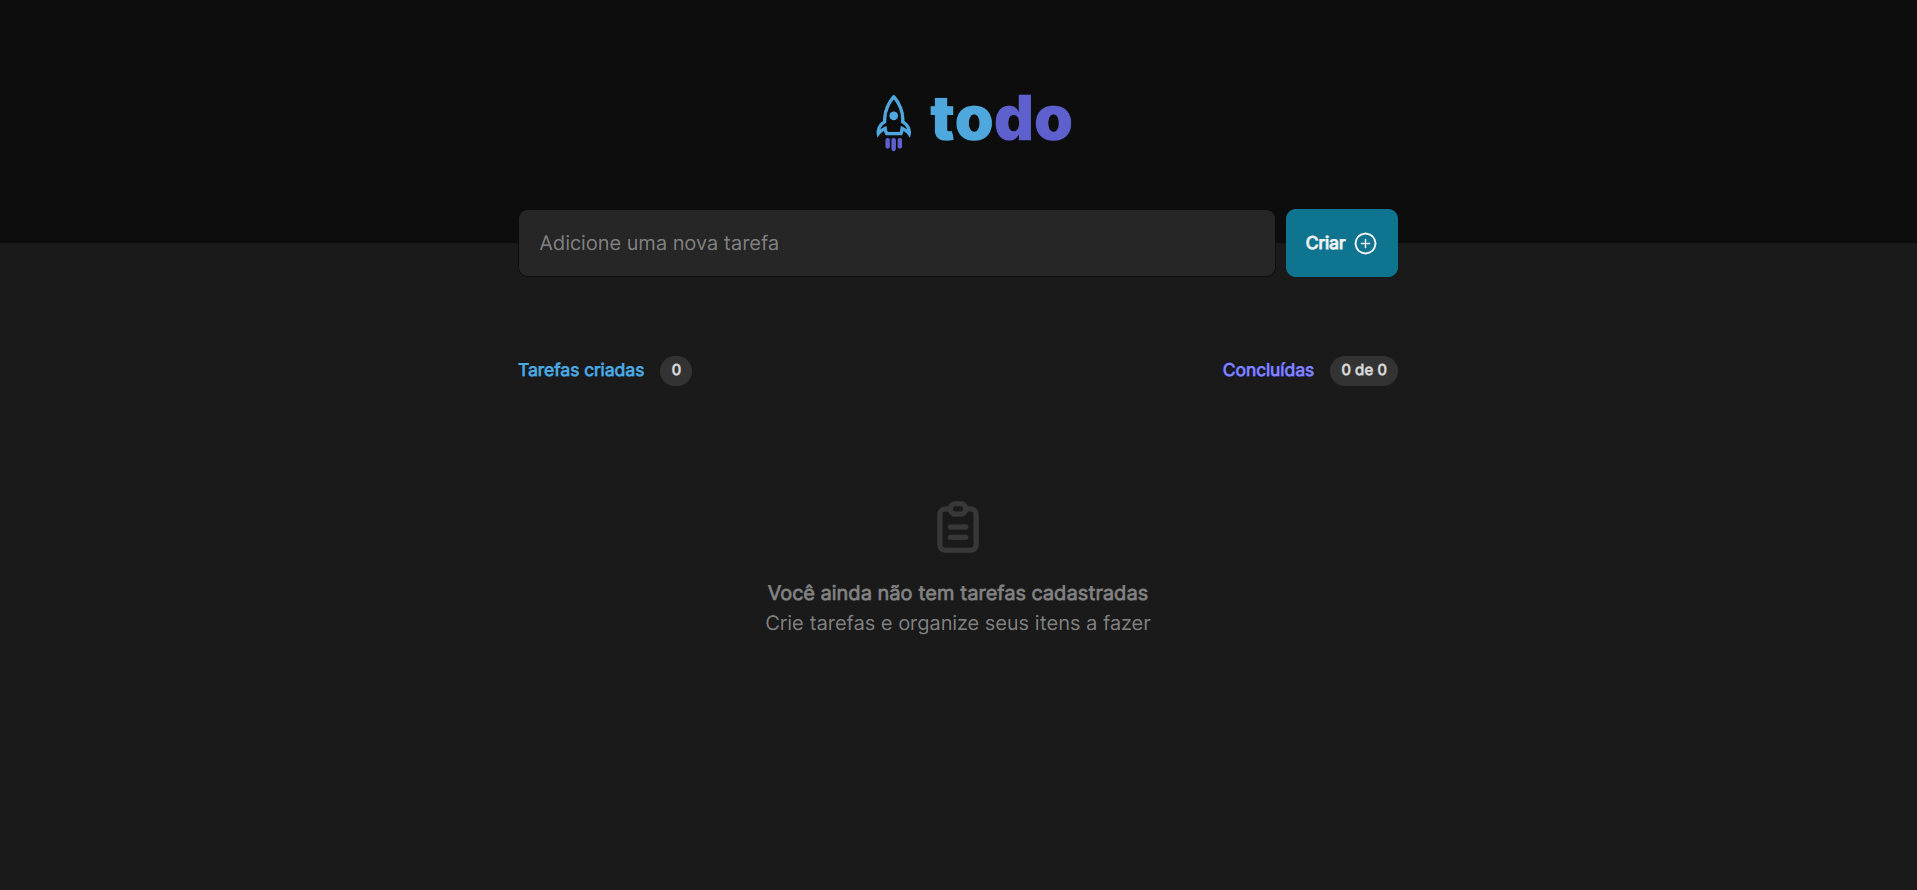 todo
Adicione uma nova tarefa
Criar
Tarefas criadas 0
Concluídas 0 de 0
Você ainda não tem tarefas cadastradas
Crie tarefas e organize seus itens a fazer